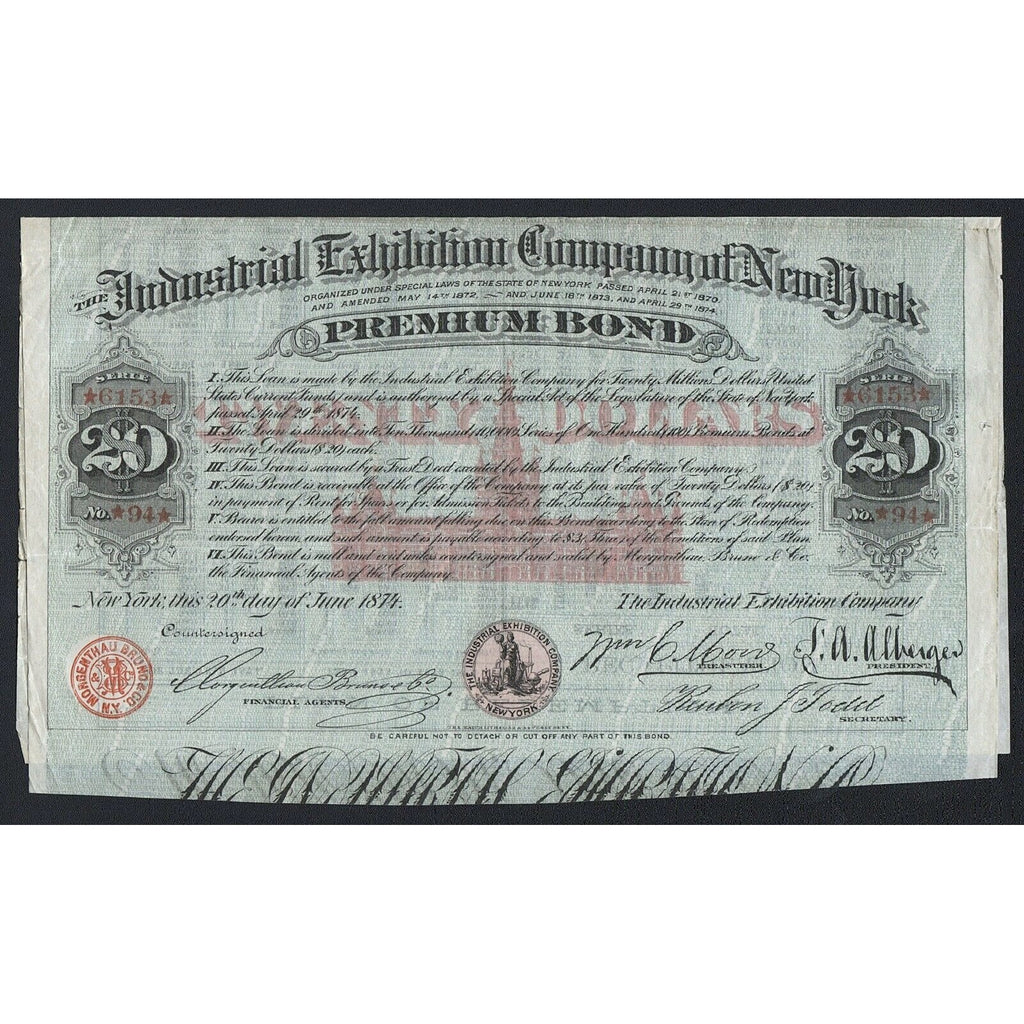 THE Industrial Exhibition Company of New York
ORGANIZED UNDER SPECIAL LAWS OF THE STATE OF NEW YORK PASSED APRIL 21ST 1870.
AND AMENDED MAY 14TH 1872, AND JUNE 18TH 1873, AND APRIL 29TH 1874.
PREMIUM BOND
SERIE
★6153★
20
No. ★94★
SERIE
★6153★
20
No. ★94★
TWENTY DOLLARS
I. This Loan is made by the Industrial Exhibition Company for Twenty Millions Dollars United
States Current Funds, and is authorized by a Special Act of the Legislature of the State of New York
passed April 29th 1874.
II. The Loan is divided into Ten Thousand 10,000 Series of One Hundred (100) Premium Bonds at
Twenty Dollars ($20) each.
III. This Loan is secured by a Trust Deed executed by the Industrial Exhibition Company.
IV. This Bond is receivable at the Office of the Company at its par value of Twenty Dollars ($20)
in payment of Rent for Space or for Admission Tickets to the Buildings and Grounds of the Company.
V. Bearer is entitled to the full amount falling due on this Bond according to the Plan of Redemption
endorsed hereon, and such amount is payable according to § 3, Three, of the Conditions of said Plan.
VI. This Bond is null and void unless countersigned and sealed by Morgenthau, Bruno & Co.
the Financial Agents of the Company.
New York, this 20th day of June 1874.
The Industrial Exhibition Company
Countersigned
MORGENTHAU BRUNO & CO. N.Y.
Morgenthau Bruno & Co
FINANCIAL AGENTS
THE INDUSTRIAL EXHIBITION COMPANY NEW YORK
TREASURER
F. A. Alberger
PRESIDENT.
Reuben J Todd
SECRETARY.
BE CAREFUL NOT TO DETACH OR CUT OFF ANY PART OF THIS BOND.